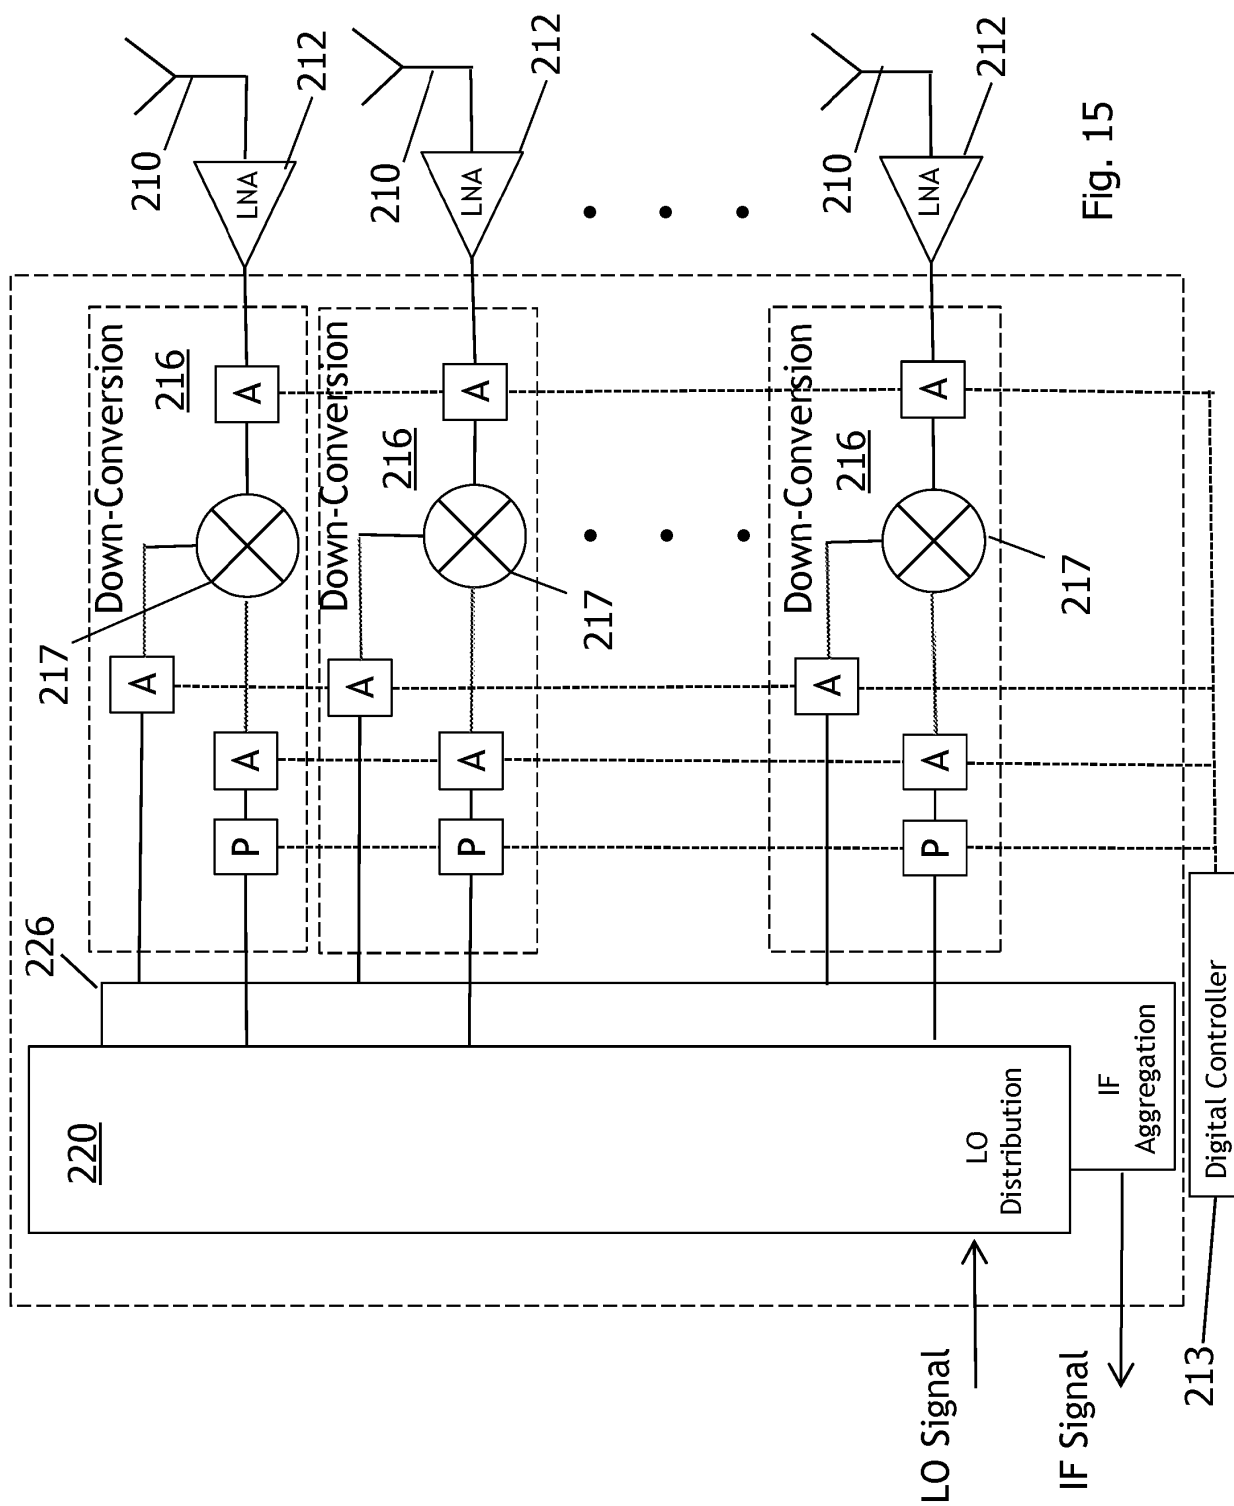 210
212
LNA
210
212
LNA
210
212
LNA
Fig. 15
Down-Conversion
216
A
217
A
A
P
Down-Conversion
216
A
217
A
A
P
Down-Conversion
216
A
217
A
A
P
226
220
LO
Distribution
IF
Aggregation
Digital Controller
213
LO Signal
IF Signal